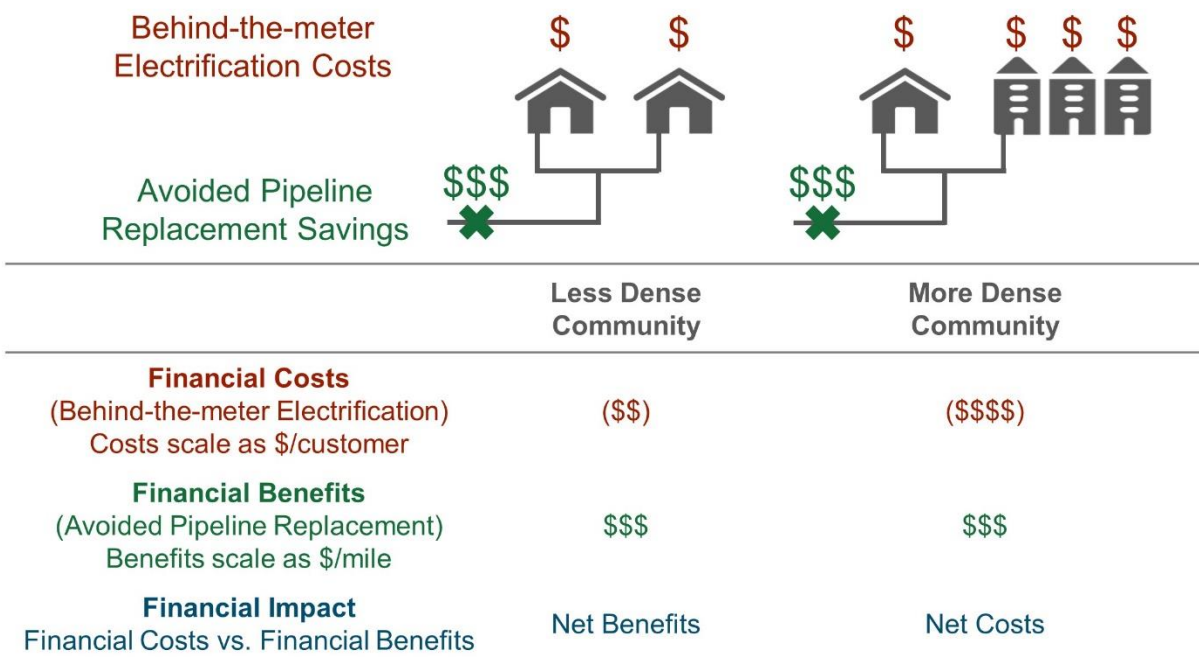 Behind-the-meter
Electrification Costs
$ $ $ $ $ $
Avoided Pipeline
Replacement Savings
$$$ $$$
Less Dense
Community
More Dense
Community
Financial Costs
(Behind-the-meter Electrification)
Costs scale as $/customer
($$) ($$$$)
Financial Benefits
(Avoided Pipeline Replacement)
Benefits scale as $/mile
$$$ $$$
Financial Impact
Financial Costs vs. Financial Benefits
Net Benefits Net Costs